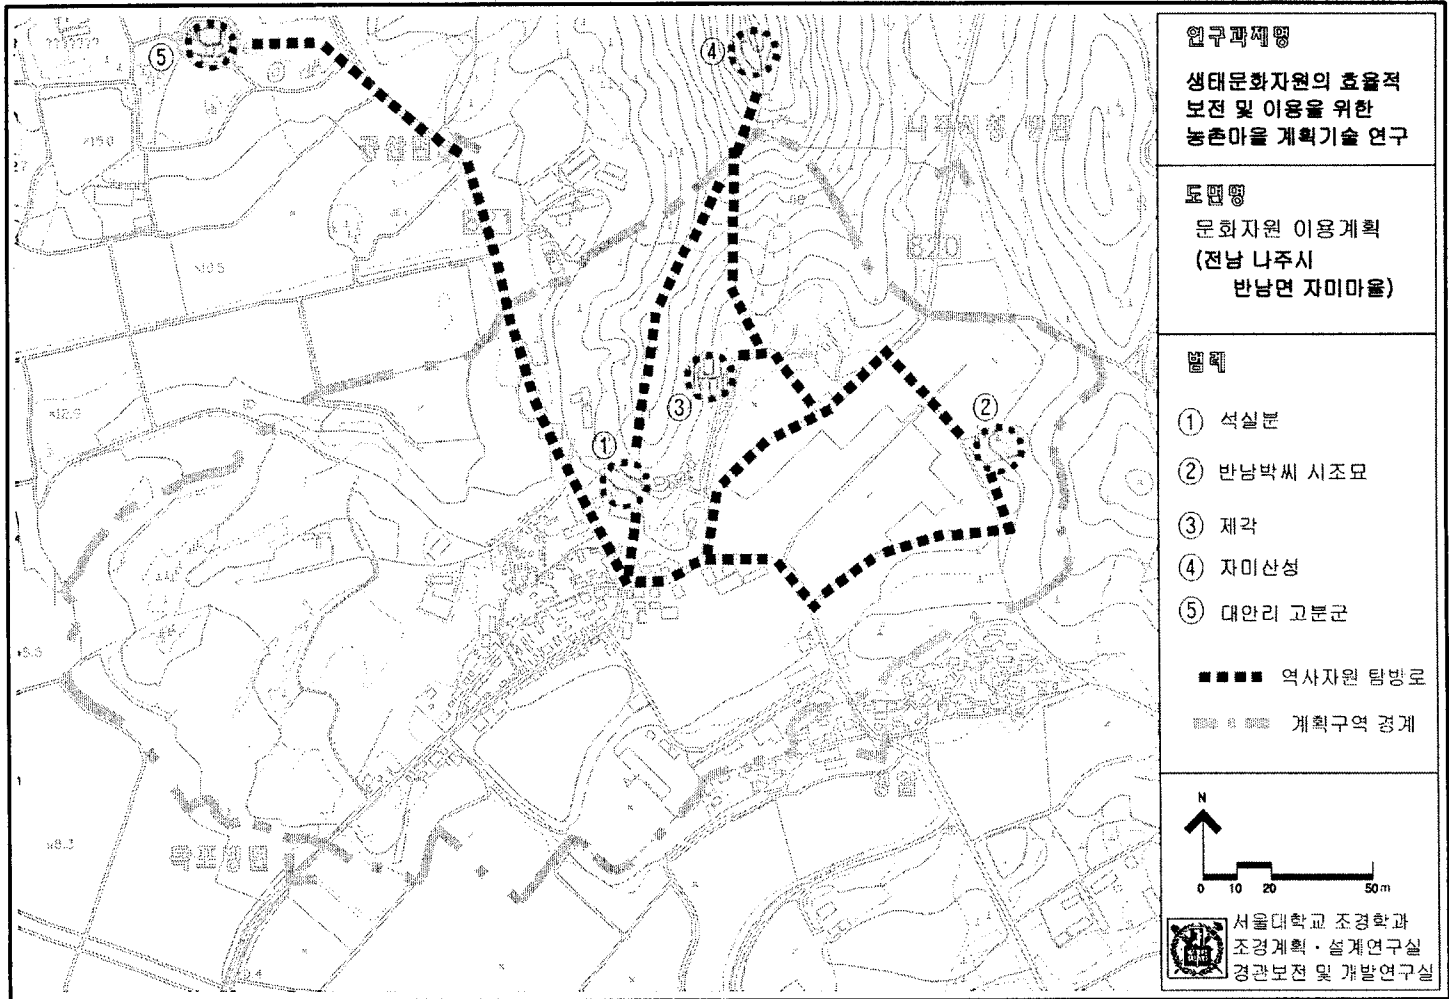 연구과제명
생태문화자원의 효율적
보전 및 이용을 위한
농촌마을 계획기술 연구
도면명
문화자원 이용계획
(전남 나주시
반남면 자미마을)
범례
① 석실분
② 반남박씨 시조묘
③ 제각
④ 자미산성
⑤ 대안리 고분군
역사자원 탐방로
계획구역 경계
N
0 10 20 50m
서울대학교 조경학과
조경계획 · 설계연구실
경관보전 및 개발연구실
⑤
④
820
③
②
①